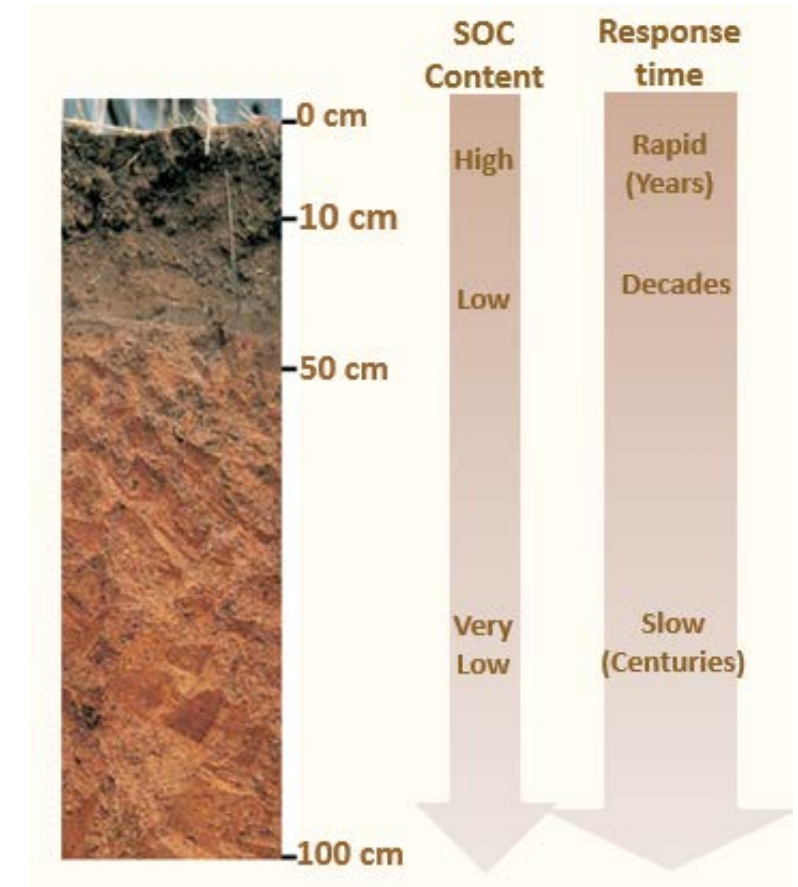 SOC
Content
Response
time
0 cm
High
Rapid
(Years)
10 cm
Low
Decades
50 cm
Very
Low
Slow
(Centuries)
100 cm